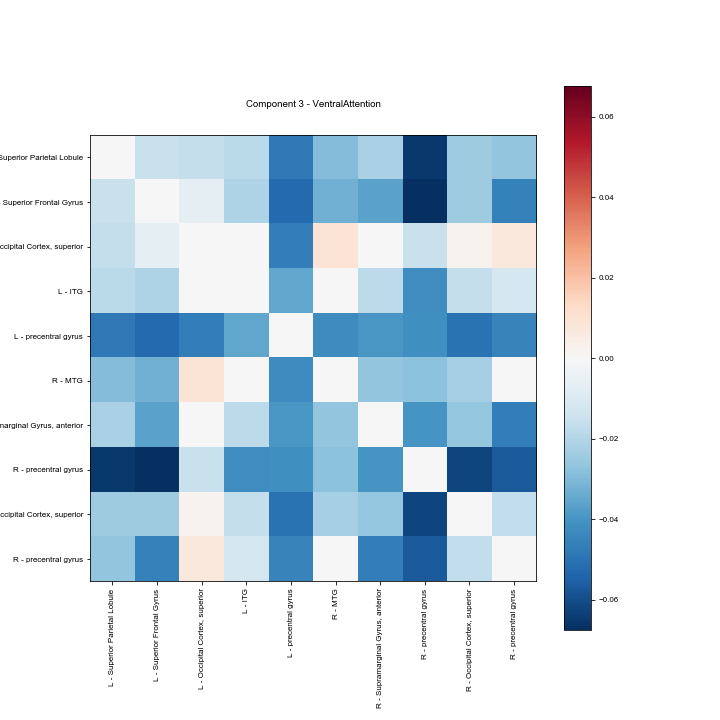 Component 3 - VentralAttention
Superior Parietal Lobule
Superior Frontal Gyrus
ccipital Cortex, superior
L - ITG
L - precentral gyrus
R - MTG
marginal Gyrus, anterior
R - precentral gyrus
ccipital Cortex, superior
R - precentral gyrus
L - Superior Parietal Lobule
L - Superior Frontal Gyrus
L - Occipital Cortex, superior
L - ITG
L - precentral gyrus
R - MTG
R - Supramarginal Gyrus, anterior
R - precentral gyrus
R - Occipital Cortex, superior
R - precentral gyrus
0.06
0.04
0.02
0.00
−0.02
−0.04
−0.06